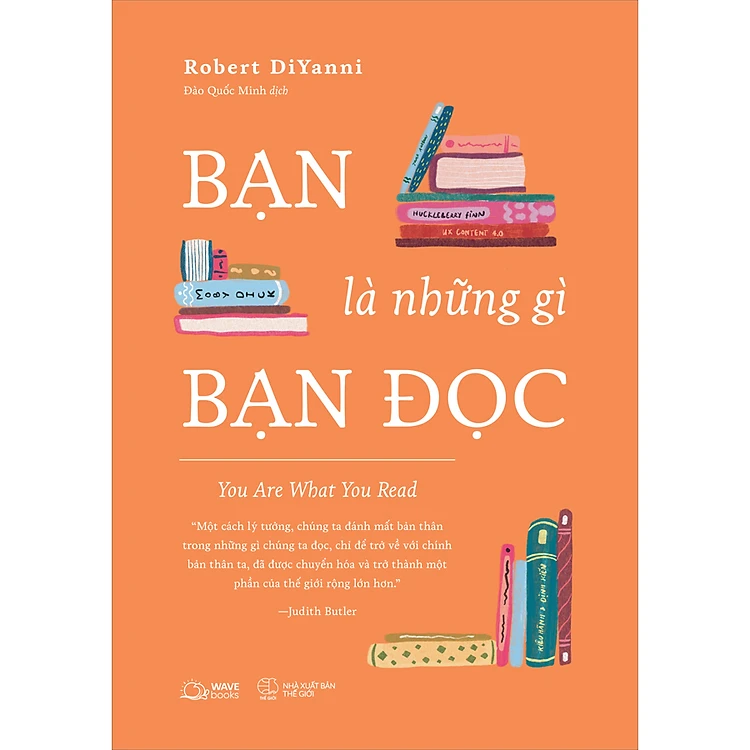 Robert DiYanni
Đào Quốc Minh dịch
BẠN
HUCKLEBERRY FINN
UX CONTENT 4.0
MOBY DICK
là những gì
BẠN ĐỌC
You Are What You Read
“Một cách lý tưởng, chúng ta đánh mất bản thân
trong những gì chúng ta đọc, chỉ để trở về với chính
bản thân ta, đã được chuyển hóa và trở thành một
phần của thế giới rộng lớn hơn.”
—Judith Butler
WAVE
books
THẾ GIỚI
NHÀ XUẤT BẢN
THẾ GIỚI